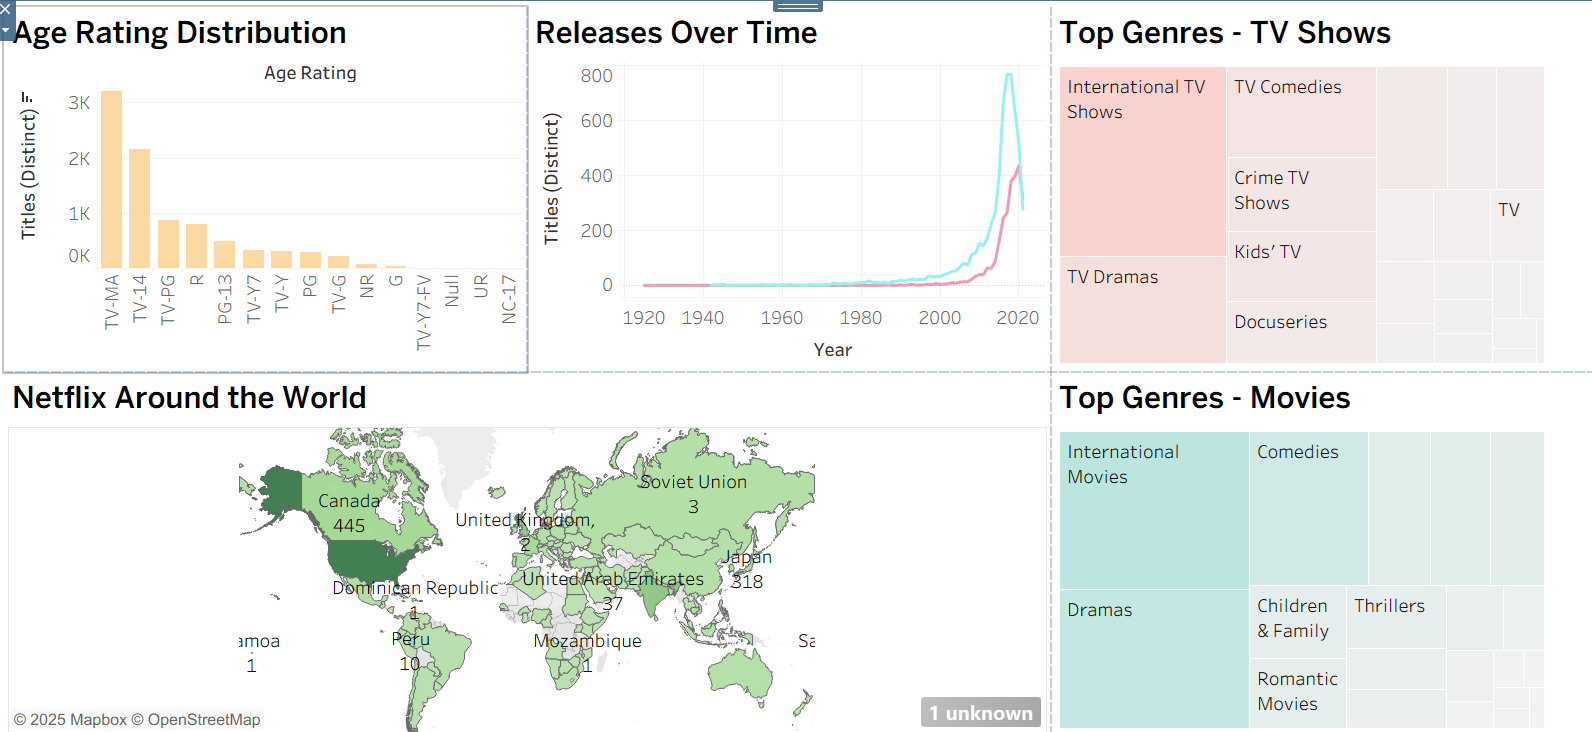 Age Rating Distribution
Age Rating
Titles (Distinct)
3K
2K
1K
0K
TV-MA
TV-14
TV-PG
R
PG-13
TV-Y7
TV-Y
PG
TV-G
NR
G
TV-Y7-FV
Null
UR
NC-17
Releases Over Time
Titles (Distinct)
800
600
400
200
0
1920 1940 1960 1980 2000 2020
Year
Top Genres - TV Shows
International TV
Shows
TV Dramas
TV Comedies
Crime TV
Shows
Kids' TV
Docuseries
TV
Netflix Around the World
Canada
445
Soviet Union
3
United Kingdom,
2
Japan
318
Dominican Republic
1
United Arab Emirates
37
Peru
10
Mozambique
1
amoa
1
Sa
1 unknown
© 2025 Mapbox © OpenStreetMap
Top Genres - Movies
International
Movies
Dramas
Comedies
Children
& Family
Thrillers
Romantic
Movies